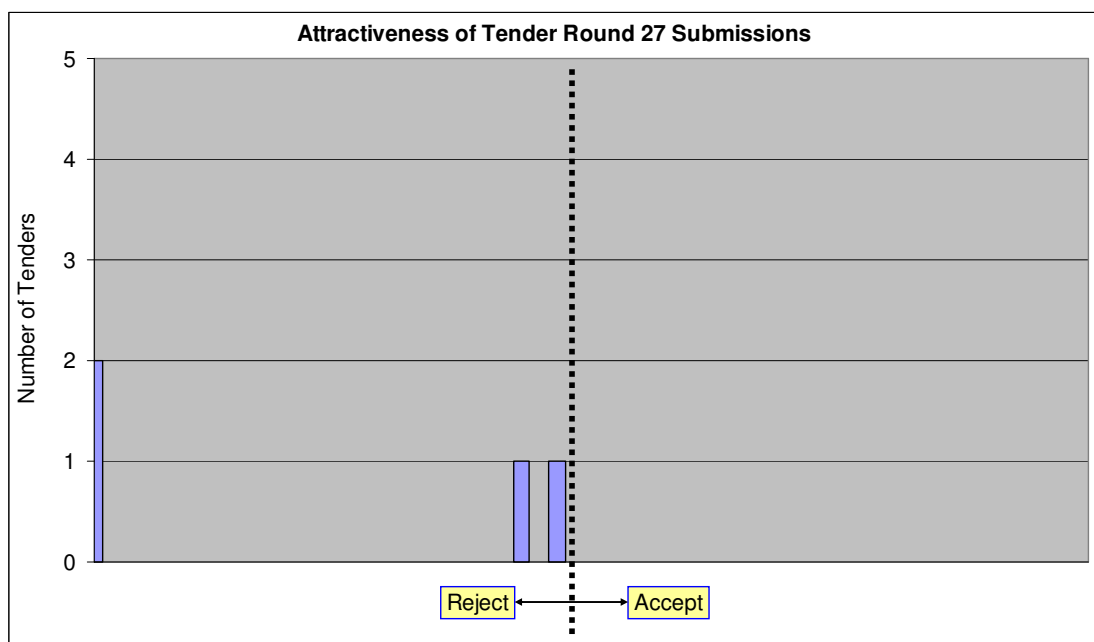 Attractiveness of Tender Round 27 Submissions
5
4
3
2
1
0
Number of Tenders
Reject
Accept